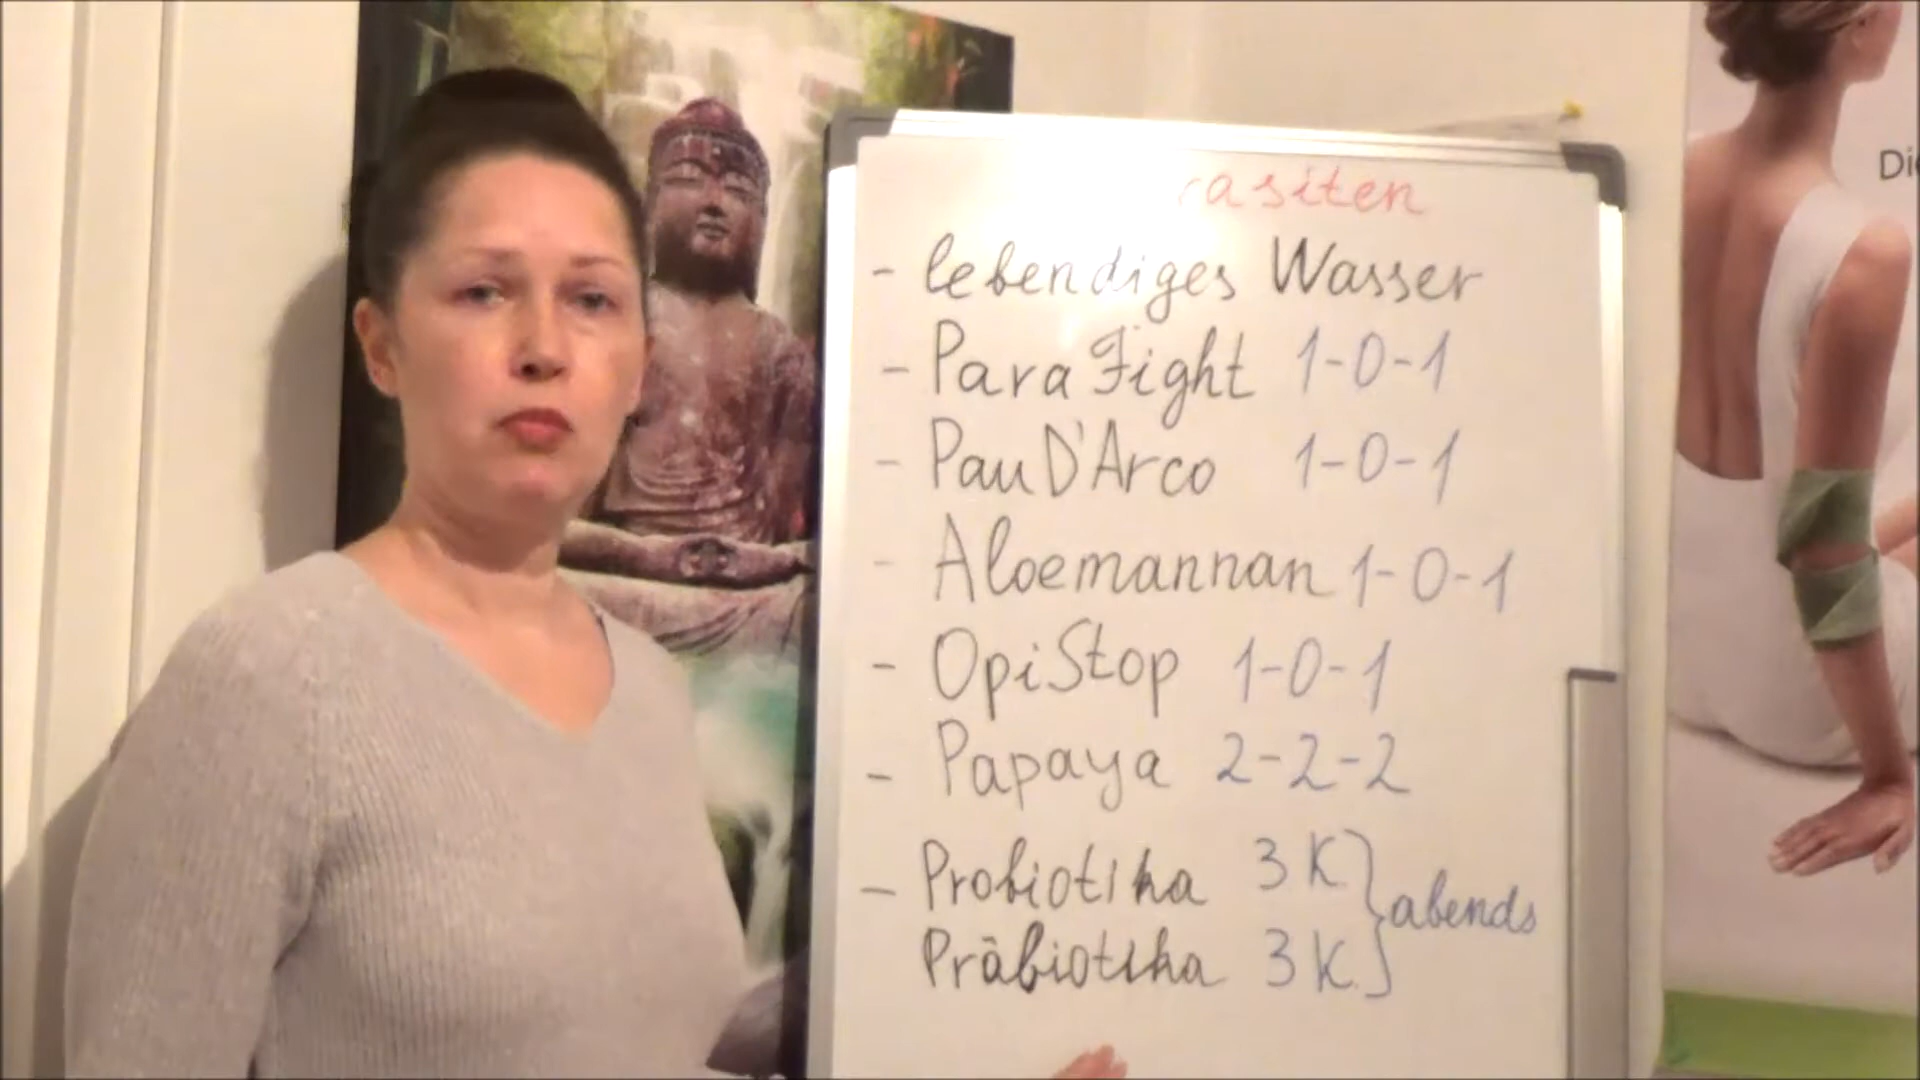 rasiten
- lebendiges Wasser
- ParaFight 1-0-1
- Pau D'Arco 1-0-1
- Aloemannan 1-0-1
- OpiStop 1-0-1
- Papaya 2-2-2
- Probiotika 3 K.
Präbiotika 3 K.
abends